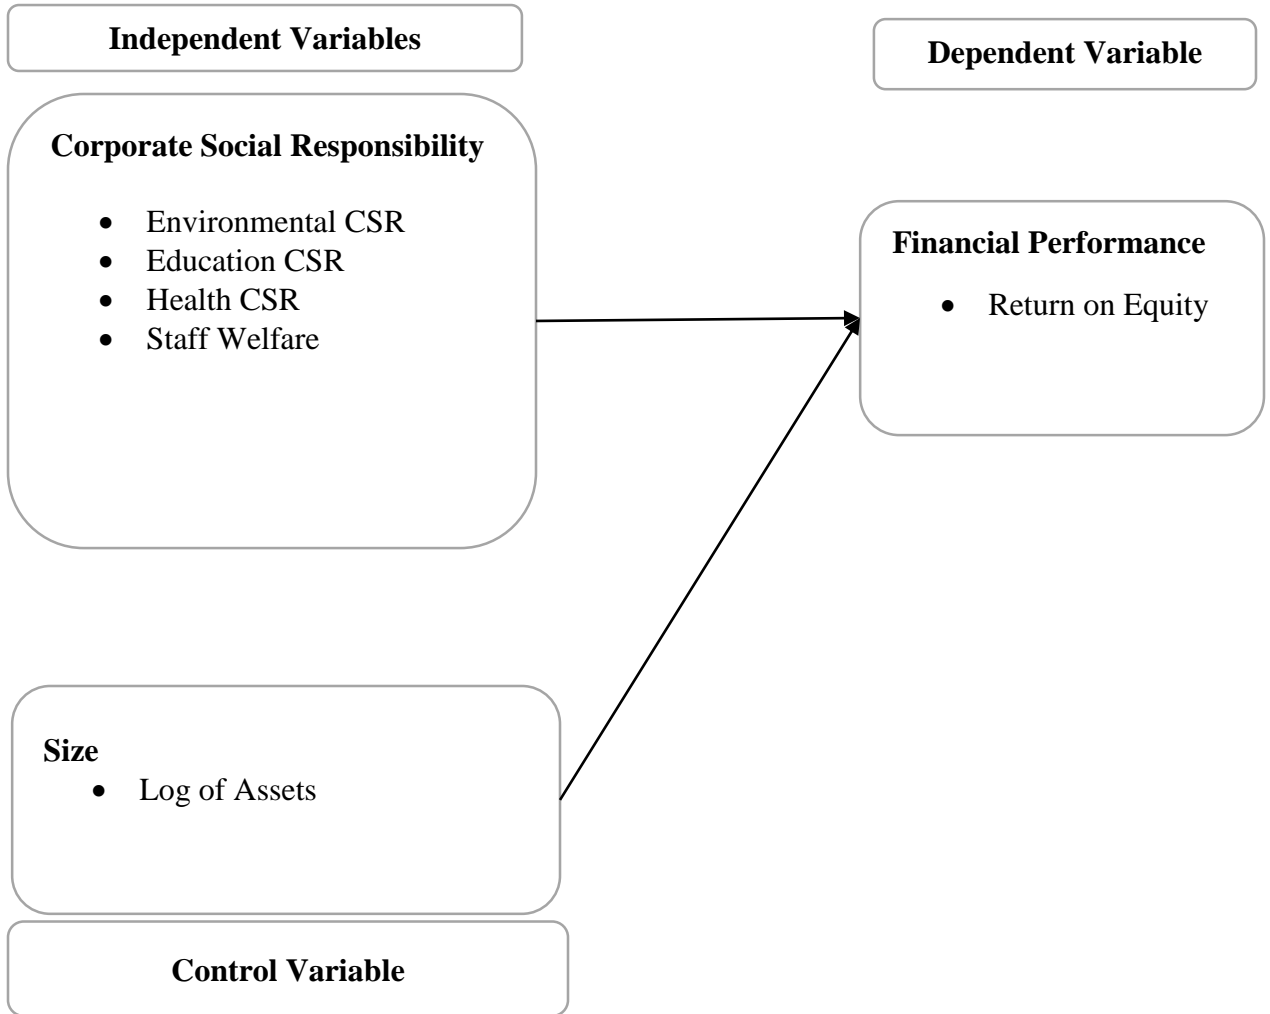 Independent Variables
Dependent Variable
Corporate Social Responsibility
• Environmental CSR
• Education CSR
• Health CSR
• Staff Welfare
Financial Performance
• Return on Equity
Size
• Log of Assets
Control Variable